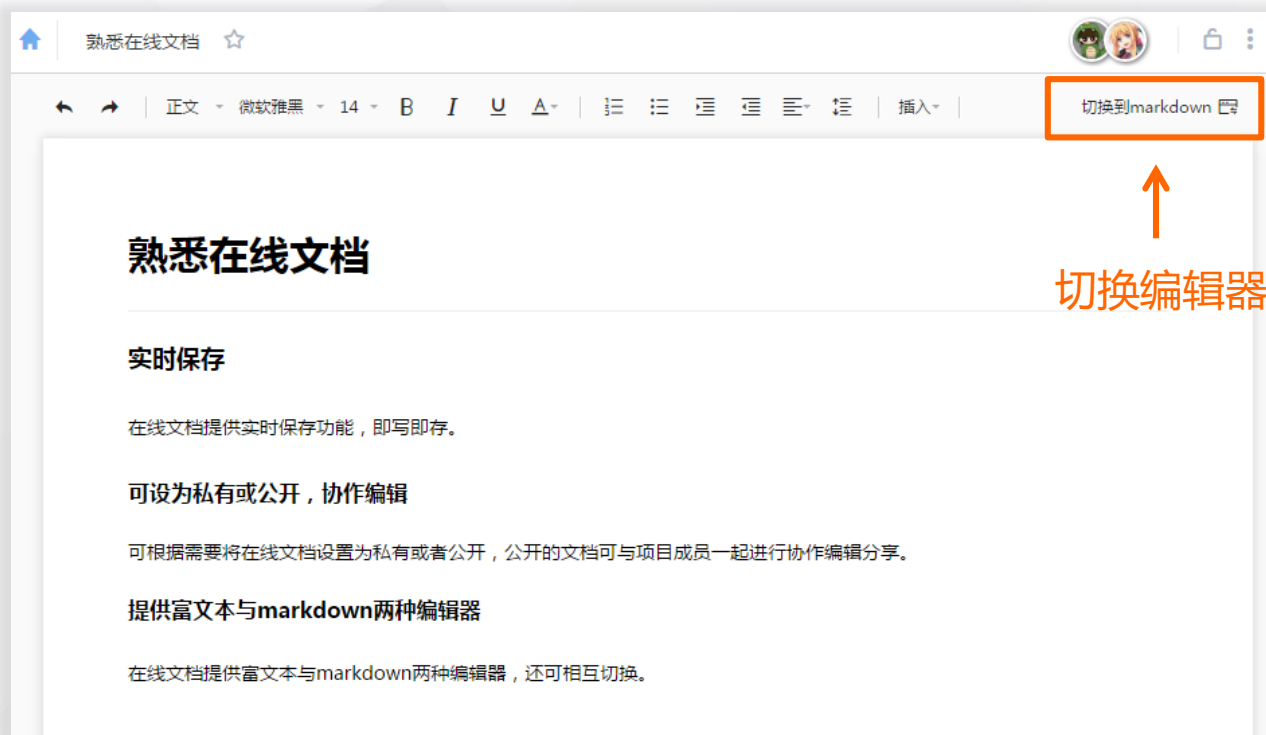 熟悉在线文档
正文 微软雅黑 14 B I U A 插入 切换到markdown
切换编辑器
熟悉在线文档
实时保存
在线文档提供实时保存功能，即写即存。
可设为私有或公开，协作编辑
可根据需要将在线文档设置为私有或者公开，公开的文档可与项目成员一起进行协作编辑分享。
提供富文本与markdown两种编辑器
在线文档提供富文本与markdown两种编辑器，还可相互切换。